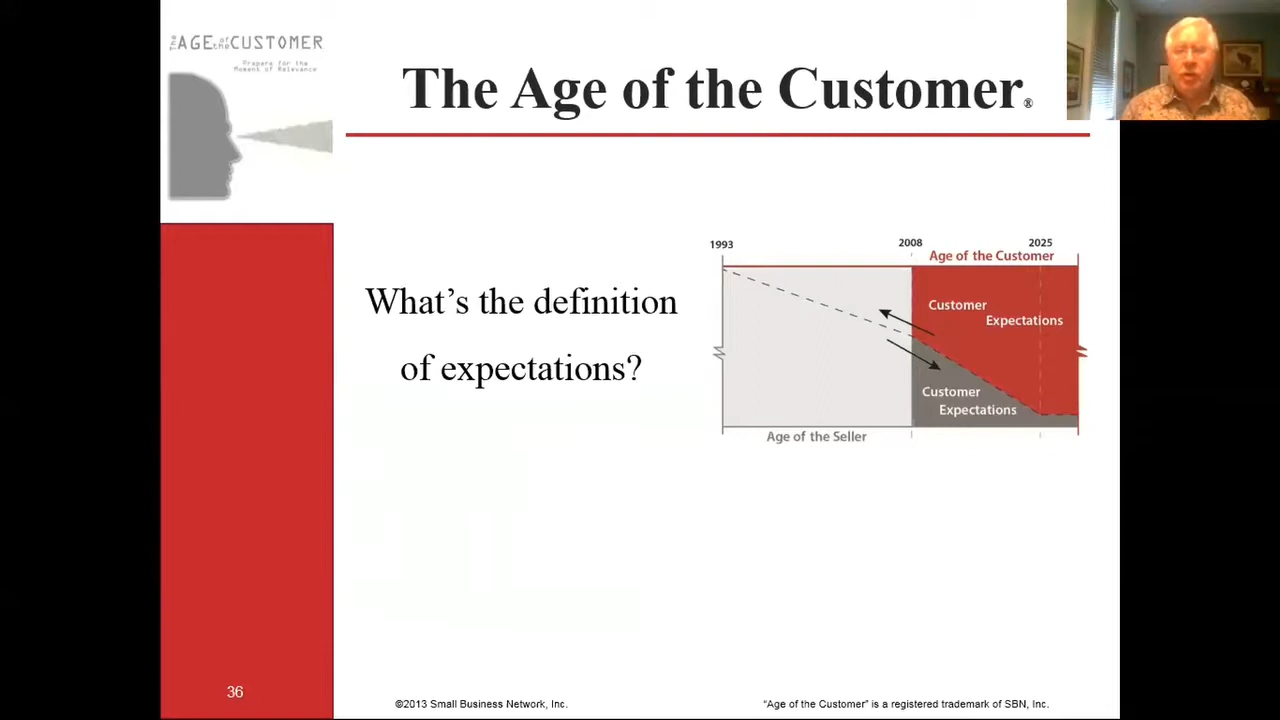 The AGE of the CUSTOMER
Prepare for the
Moment of Relevance
The Age of the Customer®
What’s the definition
of expectations?
1993
2008
2025
Age of the Customer
Customer
Expectations
Customer
Expectations
Age of the Seller
36
©2013 Small Business Network, Inc.
“Age of the Customer” is a registered trademark of SBN, Inc.